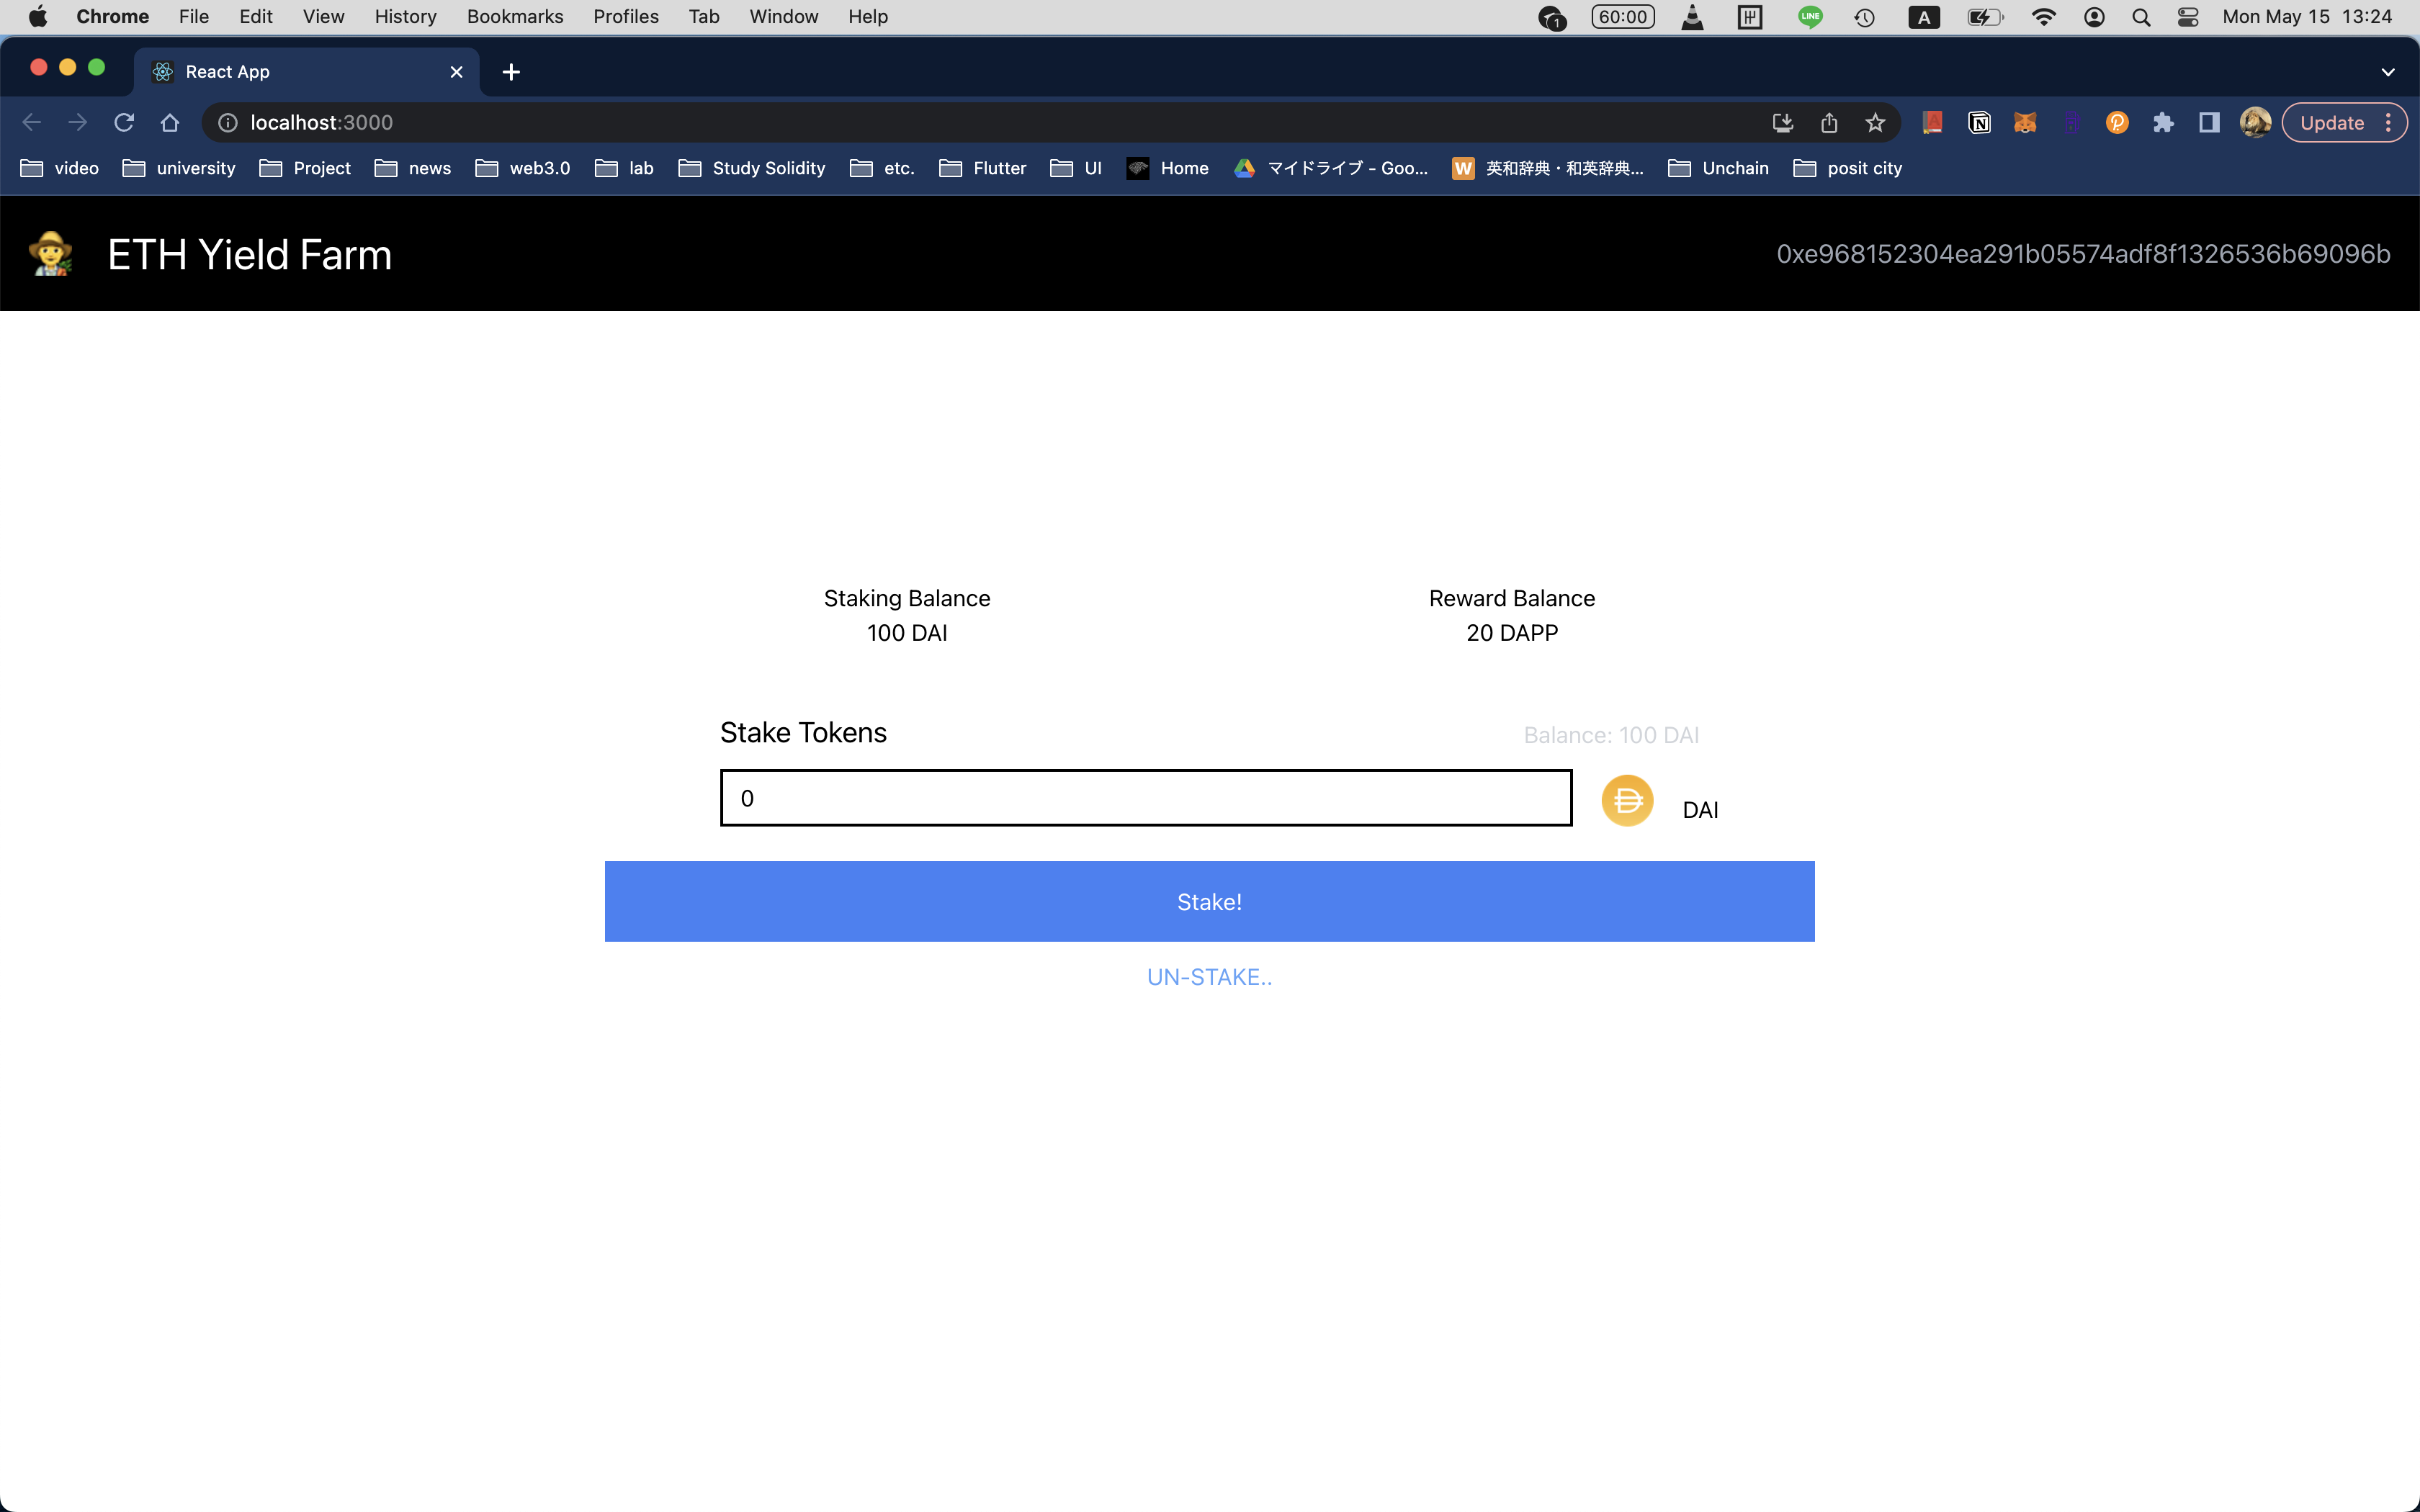 Chrome File Edit View History Bookmarks Profiles Tab Window Help 1 60:00 LINE A Mon May 15 13:24
React App
localhost:3000 N Update
video university Project news web3.0 lab Study Solidity etc. Flutter UI Home マイドライブ - Goo... W 英和辞典・和英辞典... Unchain posit city
ETH Yield Farm 0xe968152304ea291b05574adf8f1326536b69096b
Staking Balance Reward Balance
100 DAI 20 DAPP
Stake Tokens Balance: 100 DAI
0 DAI
Stake!
UN-STAKE..